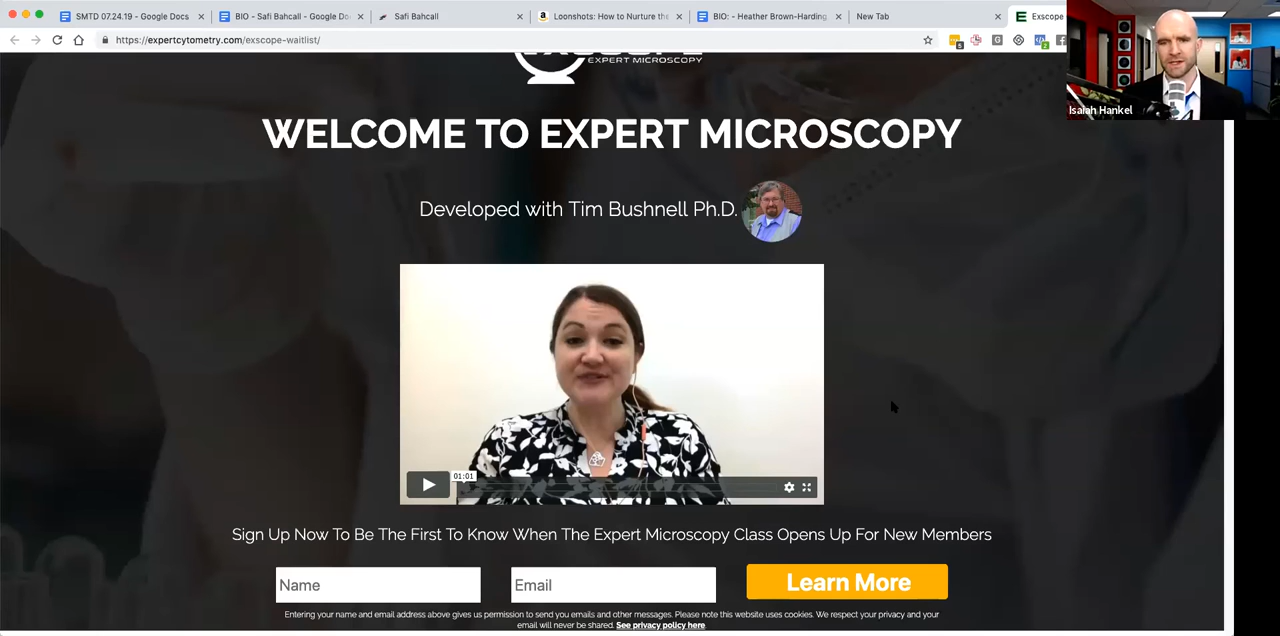 SMTD 07.24.19 - Google Docs
BIO - Safi Bahcall - Google Do
Safi Bahcall
Loonshots: How to Nurture the
BIO: - Heather Brown-Harding
New Tab
Exscope
https://expertcytometry.com/exscope-waitlist/
Isaiah Hankel
EXPERT MICROSCOPY
WELCOME TO EXPERT MICROSCOPY
Developed with Tim Bushnell Ph.D.
01:01
Sign Up Now To Be The First To Know When The Expert Microscopy Class Opens Up For New Members
Name
Email
Learn More
Entering your name and email address above gives us permission to send you emails and other messages. Please note this website uses cookies. We respect your privacy and your
email will never be shared. See privacy policy here.